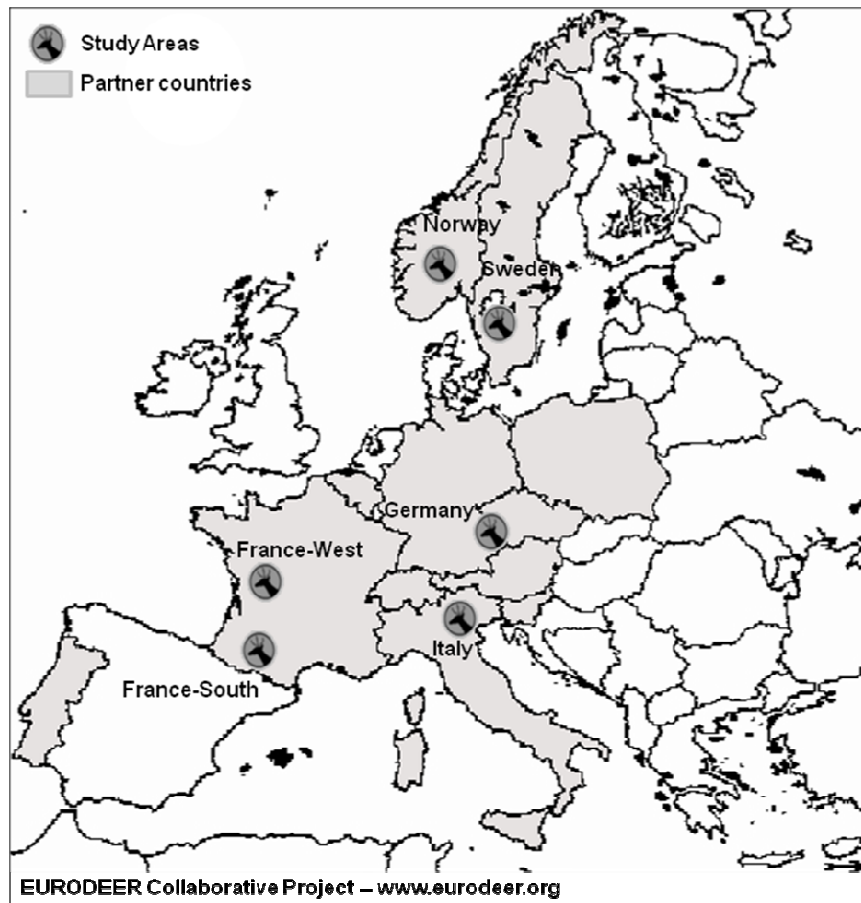 Study Areas
Partner countries
Norway
Sweden
Germany
France-West
Italy
France-South
EURODEER Collaborative Project – www.eurodeer.org